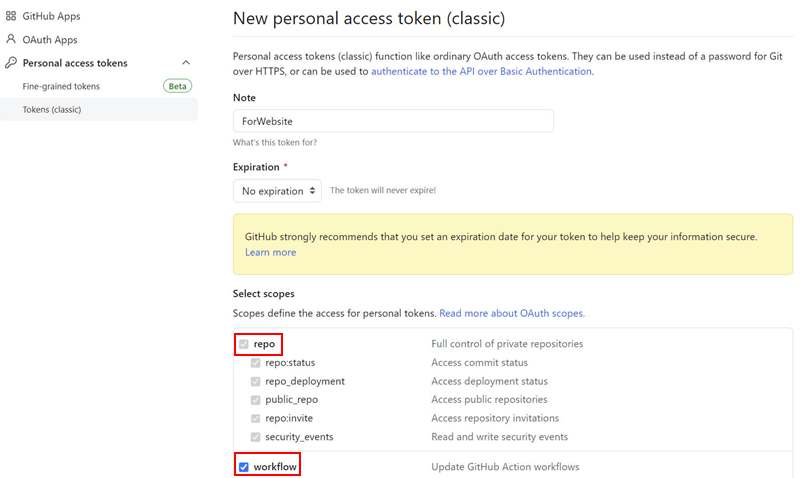 GitHub Apps
OAuth Apps
Personal access tokens
Fine-grained tokens Beta
Tokens (classic)
New personal access token (classic)
Personal access tokens (classic) function like ordinary OAuth access tokens. They can be used instead of a password for Git
over HTTPS, or can be used to authenticate to the API over Basic Authentication.
Note
ForWebsite
What's this token for?
Expiration *
No expiration The token will never expire!
GitHub strongly recommends that you set an expiration date for your token to help keep your information secure.
Learn more
Select scopes
Scopes define the access for personal tokens. Read more about OAuth scopes.
repo Full control of private repositories
repo:status Access commit status
repo_deployment Access deployment status
public_repo Access public repositories
repo:invite Access repository invitations
security_events Read and write security events
workflow Update GitHub Action workflows